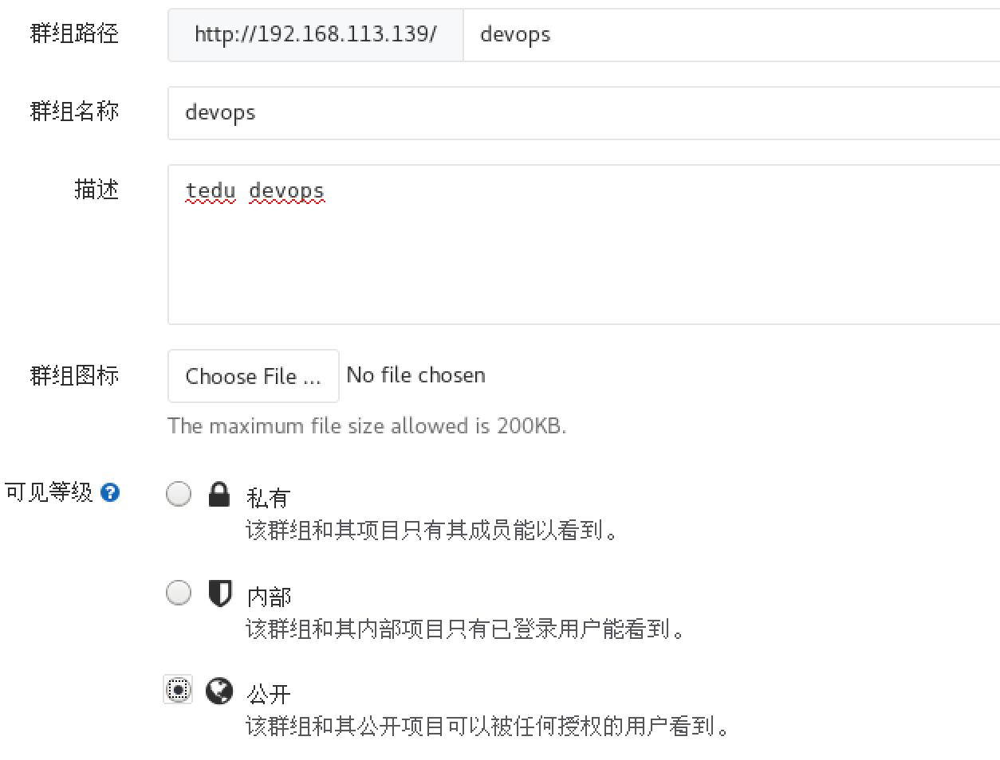 群组路径 http://192.168.113.139/ devops
群组名称 devops
描述 tedu devops
群组图标 Choose File ... No file chosen
The maximum file size allowed is 200KB.
可见等级 ? 私有
该群组和其项目只有其成员能以看到。
内部
该群组和其内部项目只有已登录用户能看到。
公开
该群组和其公开项目可以被任何授权的用户看到。